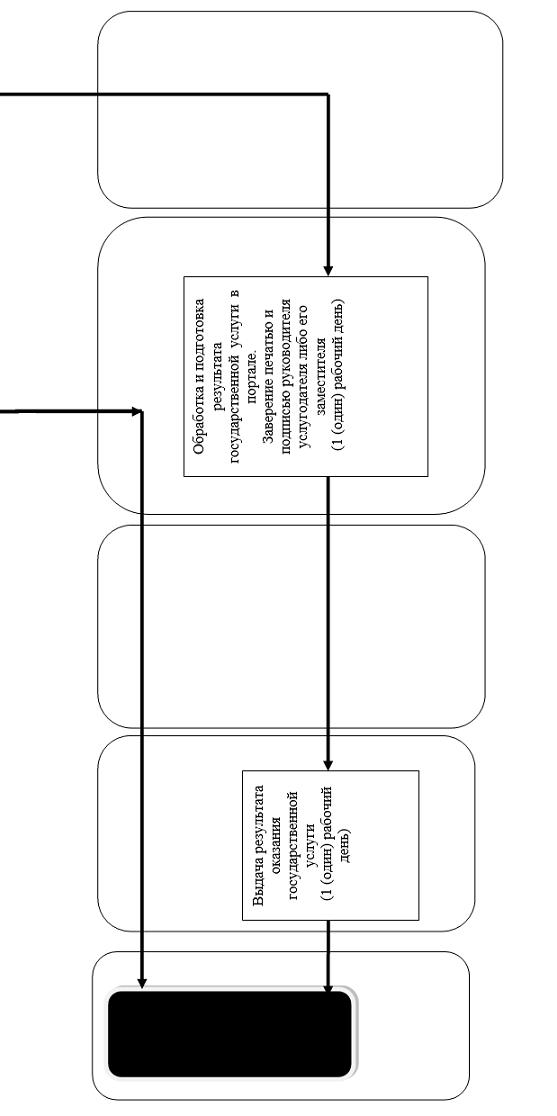 Обработка и подготовка
результата
государственной услуги в
портале.
Заверение печатью и
подписью руководителя
услугодателя либо его
заместителя
(1 (один) рабочий день)
Выдача результата
оказания
государственной
услуги
(1 (один) рабочий
день)